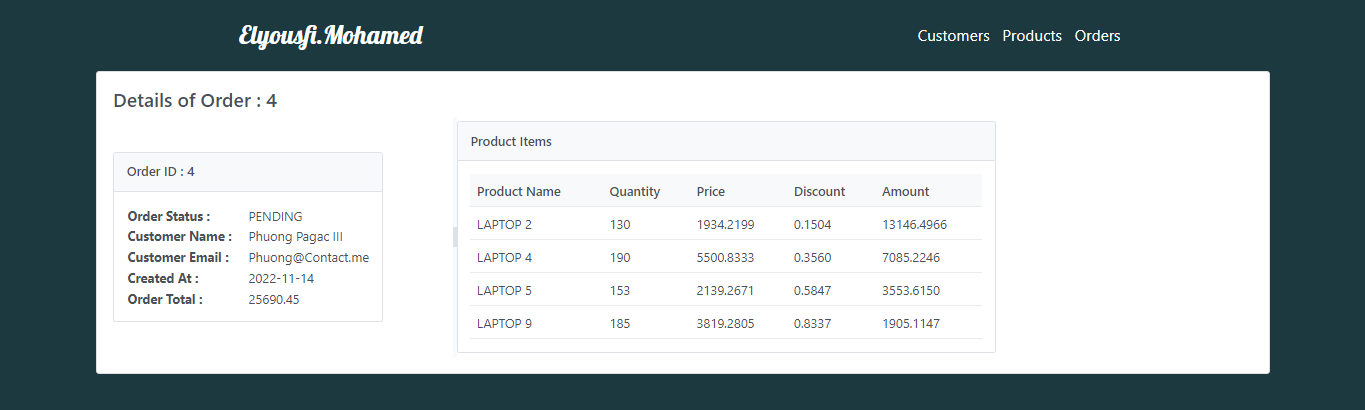 Elyousfi.Mohamed
Customers Products Orders
Details of Order : 4
Order ID : 4
Order Status : PENDING
Customer Name : Phuong Pagac III
Customer Email : Phuong@Contact.me
Created At : 2022-11-14
Order Total : 25690.45
Product Items
Product Name Quantity Price Discount Amount
LAPTOP 2 130 1934.2199 0.1504 13146.4966
LAPTOP 4 190 5500.8333 0.3560 7085.2246
LAPTOP 5 153 2139.2671 0.5847 3553.6150
LAPTOP 9 185 3819.2805 0.8337 1905.1147